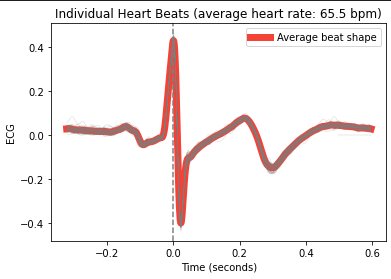 Individual Heart Beats (average heart rate: 65.5 bpm)
Average beat shape
ECG
0.4
0.2
0.0
−0.2
−0.4
−0.2 0.0 0.2 0.4 0.6
Time (seconds)